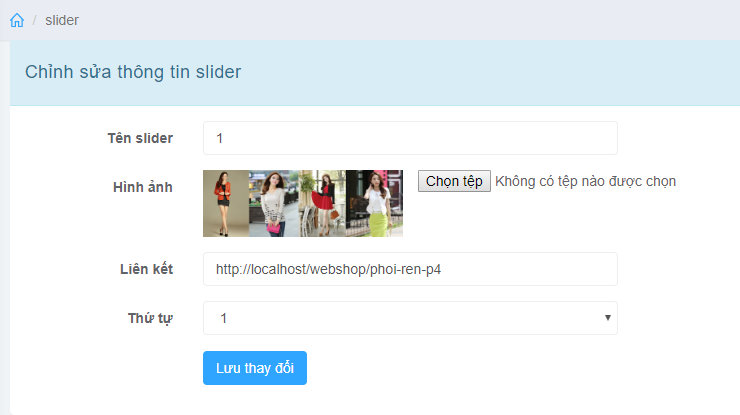 / slider
Chỉnh sửa thông tin slider
Tên slider 1
Hình ảnh Chọn tệp Không có tệp nào được chọn
Liên kết http://localhost/webshop/phoi-ren-p4
Thứ tự 1
Lưu thay đổi